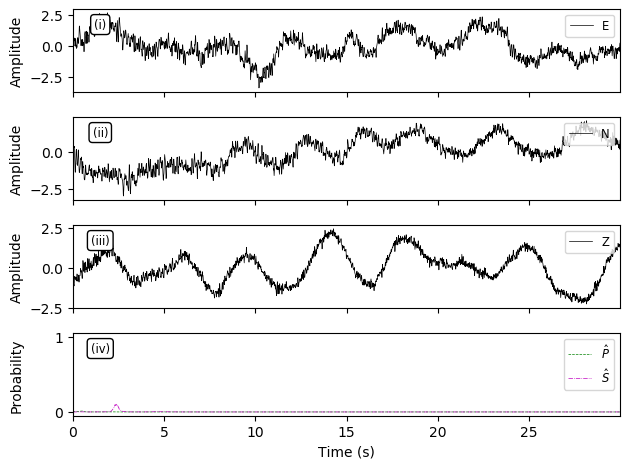 2.5
0.0
−2.5
Amplitude
(i)
E
0.0
−2.5
Amplitude
(ii)
N
2.5
0.0
−2.5
Amplitude
(iii)
Z
1
0
Probability
(iv)
P̂
Ŝ
0 5 10 15 20 25
Time (s)